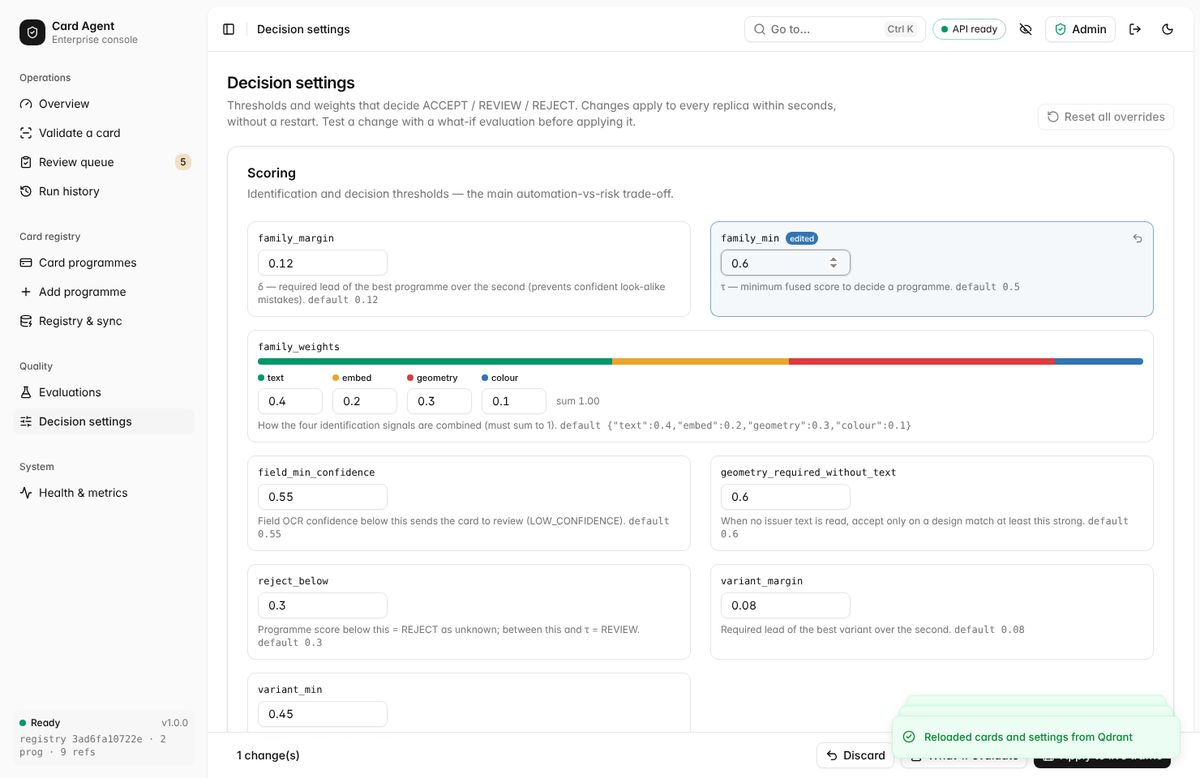 Card Agent
Enterprise console
Operations
Overview
Validate a card
Review queue
5
Run history
Card registry
Card programmes
Add programme
Registry & sync
Quality
Evaluations
Decision settings
System
Health & metrics
Ready
v1.0.0
registry 3ad6fa10722e · 2
prog · 9 refs
Decision settings
Go to...
Ctrl K
API ready
Admin
Decision settings
Thresholds and weights that decide ACCEPT / REVIEW / REJECT. Changes apply to every replica within seconds,
without a restart. Test a change with a what-if evaluation before applying it.
Reset all overrides
Scoring
Identification and decision thresholds — the main automation-vs-risk trade-off.
family_margin
0.12
δ — required lead of the best programme over the second (prevents confident look-alike
mistakes). default 0.12
family_min
edited
0.6
τ — minimum fused score to decide a programme. default 0.5
family_weights
text
embed
geometry
colour
0.4
0.2
0.3
0.1
sum 1.00
How the four identification signals are combined (must sum to 1). default {"text":0.4,"embed":0.2,"geometry":0.3,"colour":0.1}
field_min_confidence
0.55
Field OCR confidence below this sends the card to review (LOW_CONFIDENCE). default
0.55
geometry_required_without_text
0.6
When no issuer text is read, accept only on a design match at least this strong. default
0.6
reject_below
0.3
Programme score below this = REJECT as unknown; between this and τ = REVIEW.
default 0.3
variant_margin
0.08
Required lead of the best variant over the second. default 0.08
variant_min
0.45
1 change(s)
Discard
Reloaded cards and settings from Qdrant